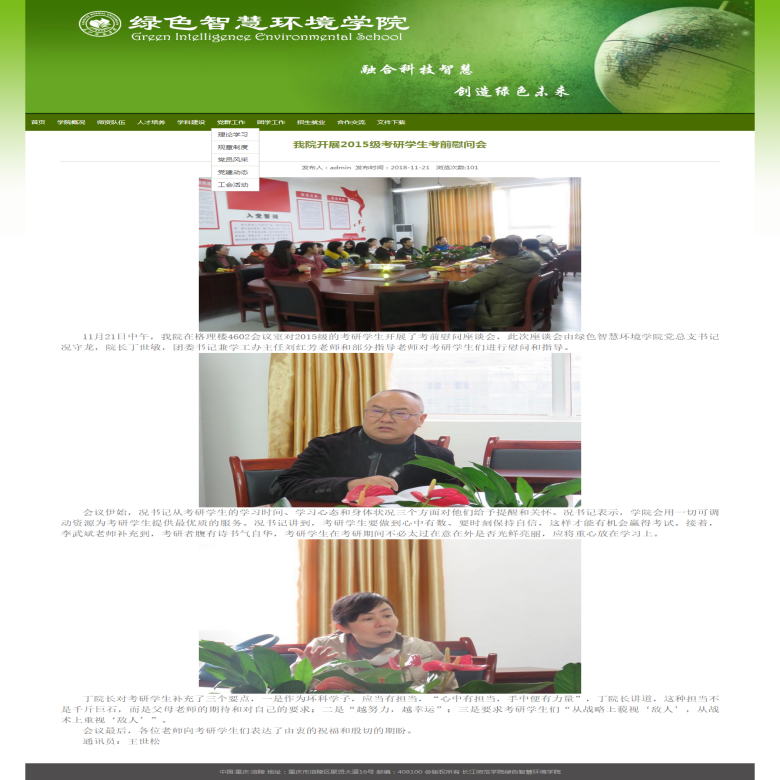 绿色智慧环境学院
Green Intelligence Environmental School
融合科技智慧
创造绿色未来
首页 学院概况 师资队伍 人才培养 学科建设 党群工作 团学工作 招生就业 合作交流 文件下载
理论学习
规章制度
党员风采
党建动态
工会活动
我院开展2015级考研学生考前慰问会
发布人：admin 发布时间：2018-11-21 浏览次数:101
入党誓词
11月21日中午，我院在格理楼4602会议室对2015级的考研学生开展了考前慰问座谈会，此次座谈会由绿色智慧环境学院党总支书记
况守龙，院长丁世敏，团委书记兼学工办主任刘红芳老师和部分指导老师对考研学生们进行慰问和指导。
会议伊始，况书记从考研学生的学习时间、学习心态和身体状况三个方面对他们给予提醒和关怀。况书记表示，学院会用一切可调
动资源为考研学生提供最优质的服务。况书记讲到，考研学生要做到心中有数、要时刻保持自信，这样才能有机会赢得考试。接着，
李武斌老师补充到，考研者腹有诗书气自华，考研学生在考研期间不必太过在意在外是否光鲜亮丽，应将重心放在学习上。
丁院长对考研学生补充了三个要点，一是作为环科学子，应当有担当，“心中有担当，手中便有力量”，丁院长讲道，这种担当不
是千斤巨石，而是父母老师的期待和对自己的要求；二是“越努力，越幸运”；三是要求考研学生们“从战略上藐视‘敌人’，从战
术上重视‘敌人’”。
会议最后，各位老师向考研学生们表达了由衷的祝福和殷切的期盼。
通讯员：王世松
中国.重庆.涪陵 地址：重庆市涪陵区聚贤大道16号 邮编：408100 @版权所有 长江师范学院绿色智慧环境学院